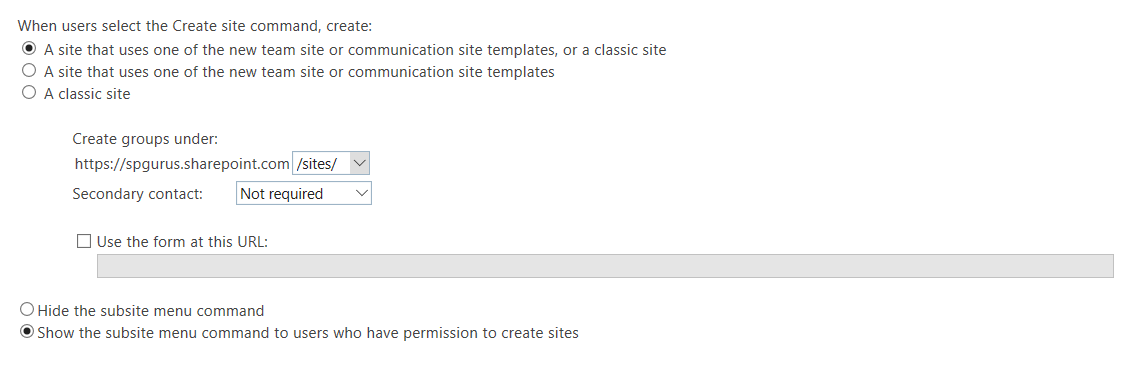 When users select the Create site command, create:
A site that uses one of the new team site or communication site templates, or a classic site
A site that uses one of the new team site or communication site templates
A classic site
Create groups under:
https://spgurus.sharepoint.com /sites/
Secondary contact: Not required
Use the form at this URL:
Hide the subsite menu command
Show the subsite menu command to users who have permission to create sites